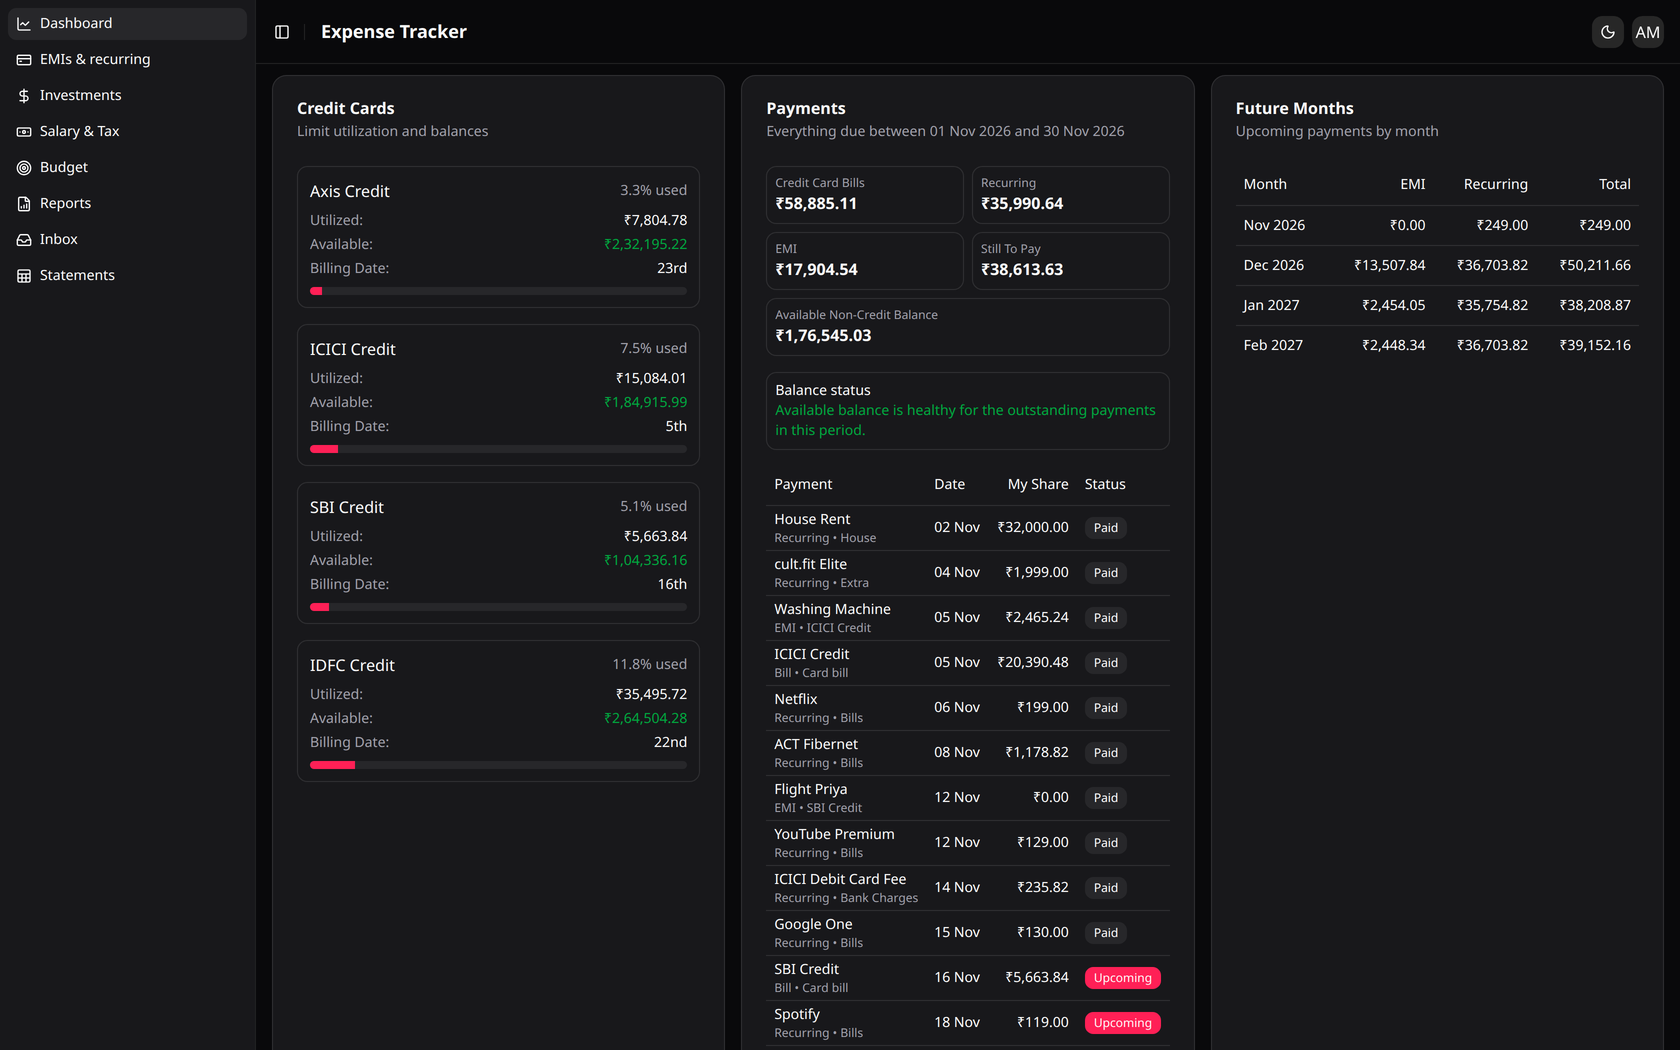 Dashboard
EMIs & recurring
Investments
Salary & Tax
Budget
Reports
Inbox
Statements
Expense Tracker
AM
Credit Cards
Limit utilization and balances
Axis Credit 3.3% used
Utilized: ₹7,804.78
Available: ₹2,32,195.22
Billing Date: 23rd
ICICI Credit 7.5% used
Utilized: ₹15,084.01
Available: ₹1,84,915.99
Billing Date: 5th
SBI Credit 5.1% used
Utilized: ₹5,663.84
Available: ₹1,04,336.16
Billing Date: 16th
IDFC Credit 11.8% used
Utilized: ₹35,495.72
Available: ₹2,64,504.28
Billing Date: 22nd
Payments
Everything due between 01 Nov 2026 and 30 Nov 2026
Credit Card Bills
₹58,885.11
Recurring
₹35,990.64
EMI
₹17,904.54
Still To Pay
₹38,613.63
Available Non-Credit Balance
₹1,76,545.03
Balance status
Available balance is healthy for the outstanding payments
in this period.
Payment Date My Share Status
House Rent
Recurring • House
02 Nov ₹32,000.00 Paid
cult.fit Elite
Recurring • Extra
04 Nov ₹1,999.00 Paid
Washing Machine
EMI • ICICI Credit
05 Nov ₹2,465.24 Paid
ICICI Credit
Bill • Card bill
05 Nov ₹20,390.48 Paid
Netflix
Recurring • Bills
06 Nov ₹199.00 Paid
ACT Fibernet
Recurring • Bills
08 Nov ₹1,178.82 Paid
Flight Priya
EMI • SBI Credit
12 Nov ₹0.00 Paid
YouTube Premium
Recurring • Bills
12 Nov ₹129.00 Paid
ICICI Debit Card Fee
Recurring • Bank Charges
14 Nov ₹235.82 Paid
Google One
Recurring • Bills
15 Nov ₹130.00 Paid
SBI Credit
Bill • Card bill
16 Nov ₹5,663.84 Upcoming
Spotify
Recurring • Bills
18 Nov ₹119.00 Upcoming
Future Months
Upcoming payments by month
Month EMI Recurring Total
Nov 2026 ₹0.00 ₹249.00 ₹249.00
Dec 2026 ₹13,507.84 ₹36,703.82 ₹50,211.66
Jan 2027 ₹2,454.05 ₹35,754.82 ₹38,208.87
Feb 2027 ₹2,448.34 ₹36,703.82 ₹39,152.16